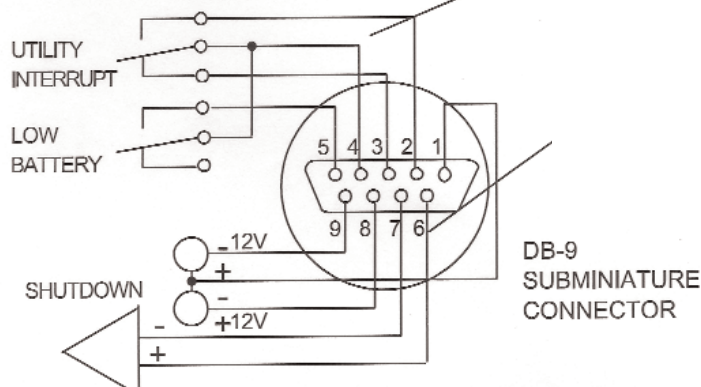 UTILITY
INTERRUPT
LOW
BATTERY
5 4 3 2 1
9 8 7 6
-12V
+
SHUTDOWN
-
+12V
-
+
DB-9
SUBMINIATURE
CONNECTOR